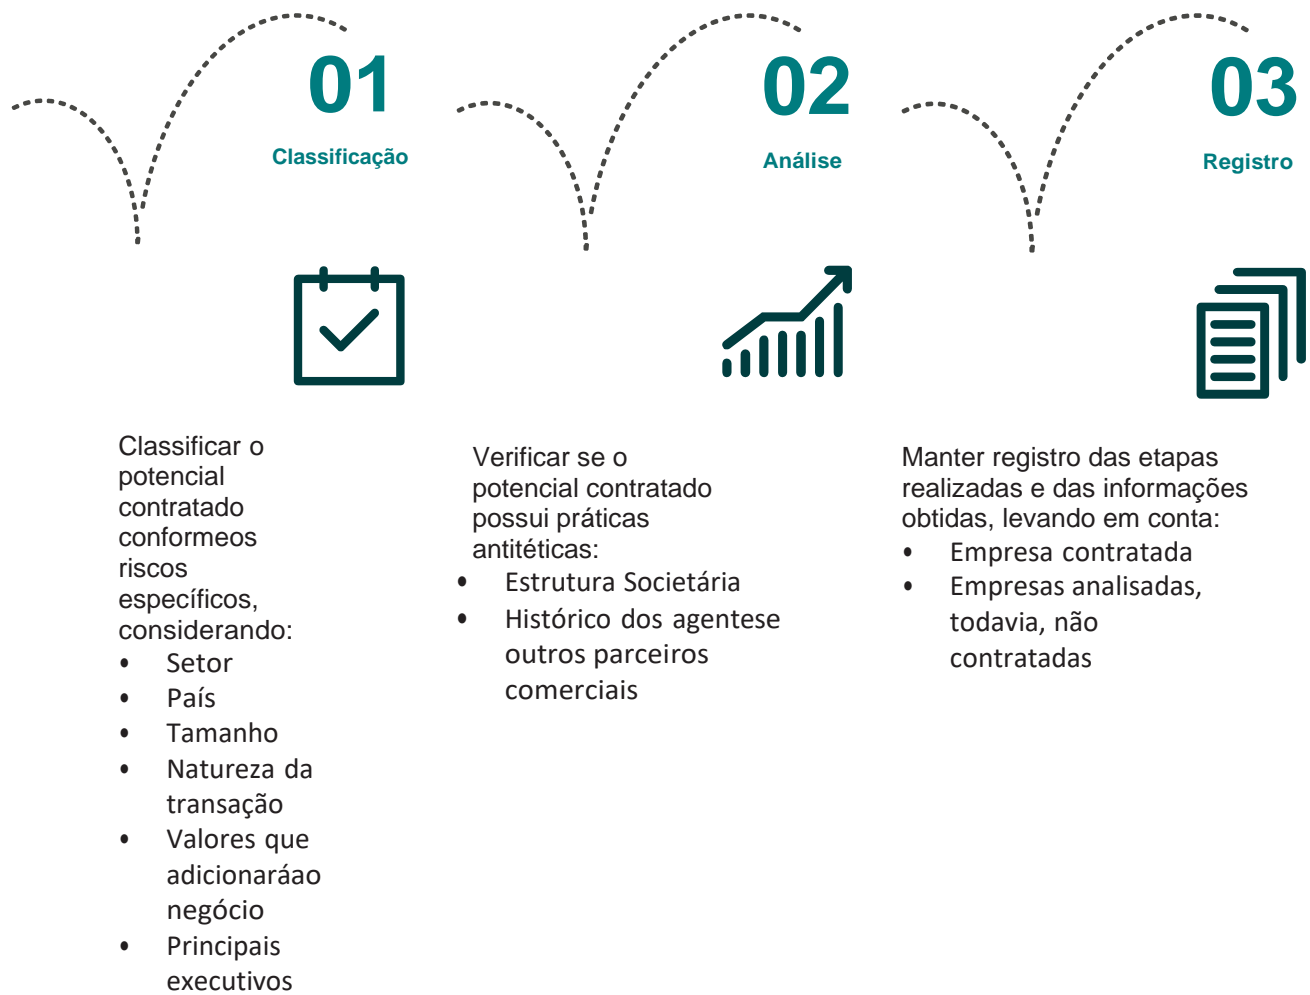 01
Classificação
Classificar o
potencial
contratado
conformeos
riscos
específicos,
considerando:
• Setor
• País
• Tamanho
• Natureza da
transação
• Valores que
adicionaráao
negócio
• Principais
executivos
02
Análise
Verificar se o
potencial contratado
possui práticas
antitéticas:
• Estrutura Societária
• Histórico dos agentese
outros parceiros
comerciais
03
Registro
Manter registro das etapas
realizadas e das informações
obtidas, levando em conta:
• Empresa contratada
• Empresas analisadas,
todavia, não
contratadas